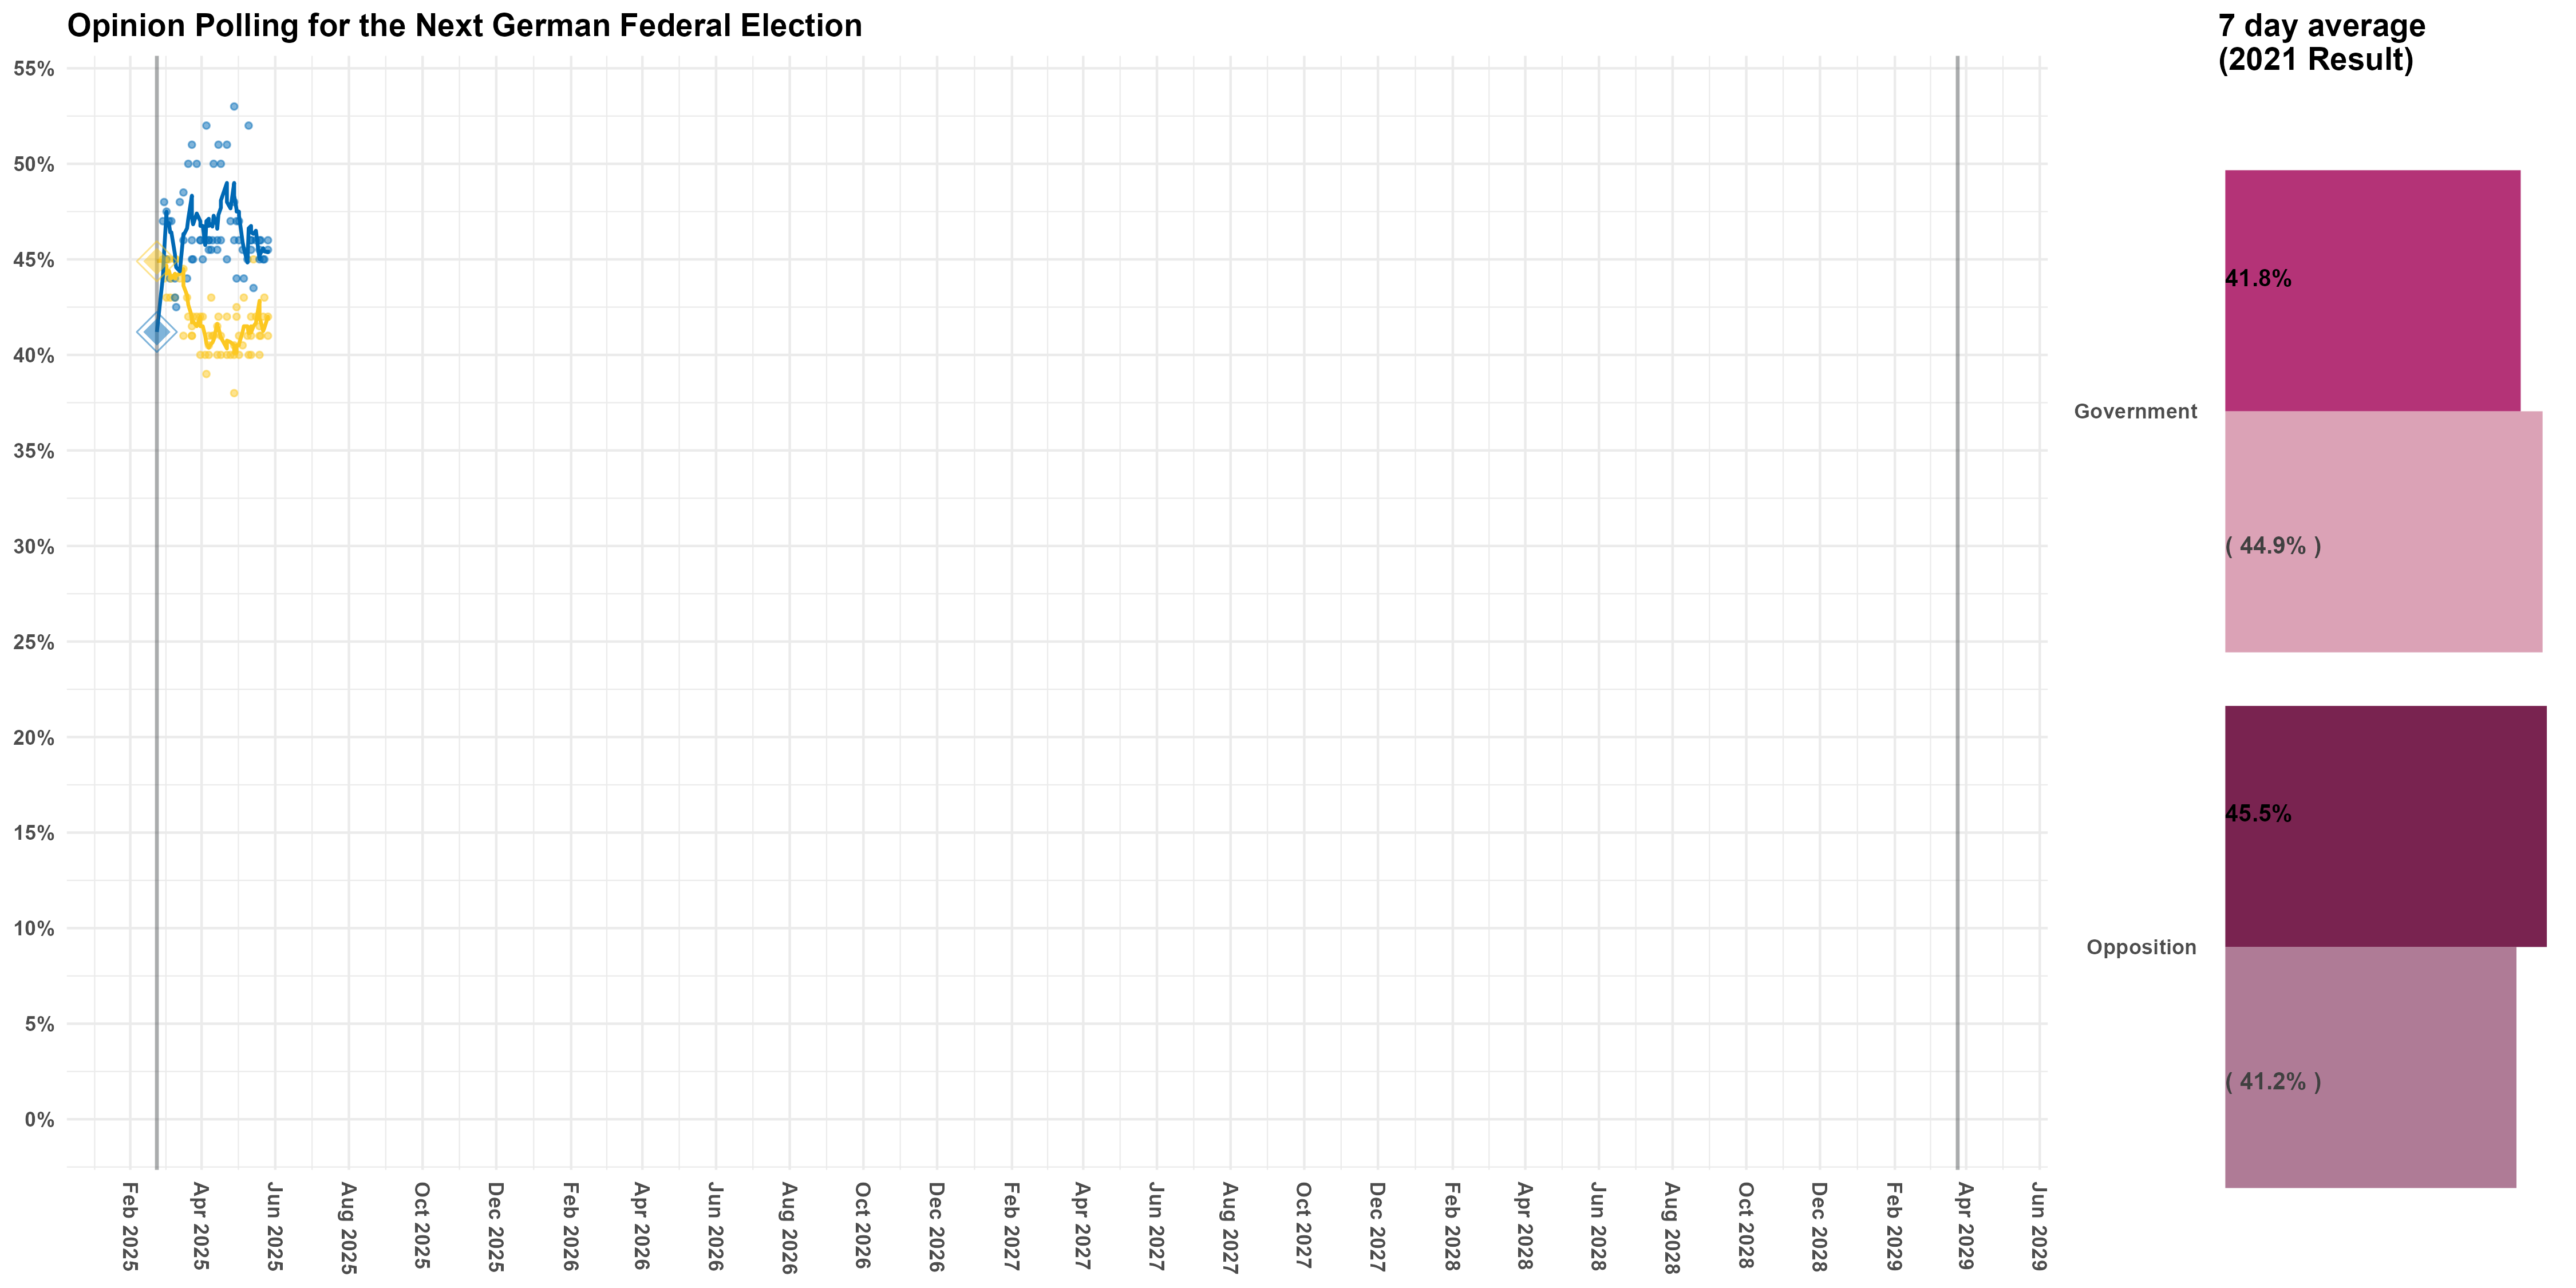 Opinion Polling for the Next German Federal Election
7 day average
(2021 Result)
55%
50%
45%
40%
35%
30%
25%
20%
15%
10%
5%
0%
Feb 2025
Apr 2025
Jun 2025
Aug 2025
Oct 2025
Dec 2025
Feb 2026
Apr 2026
Jun 2026
Aug 2026
Oct 2026
Dec 2026
Feb 2027
Apr 2027
Jun 2027
Aug 2027
Oct 2027
Dec 2027
Feb 2028
Apr 2028
Jun 2028
Aug 2028
Oct 2028
Dec 2028
Feb 2029
Apr 2029
Jun 2029
Government
41.8%
( 44.9% )
Opposition
45.5%
( 41.2% )